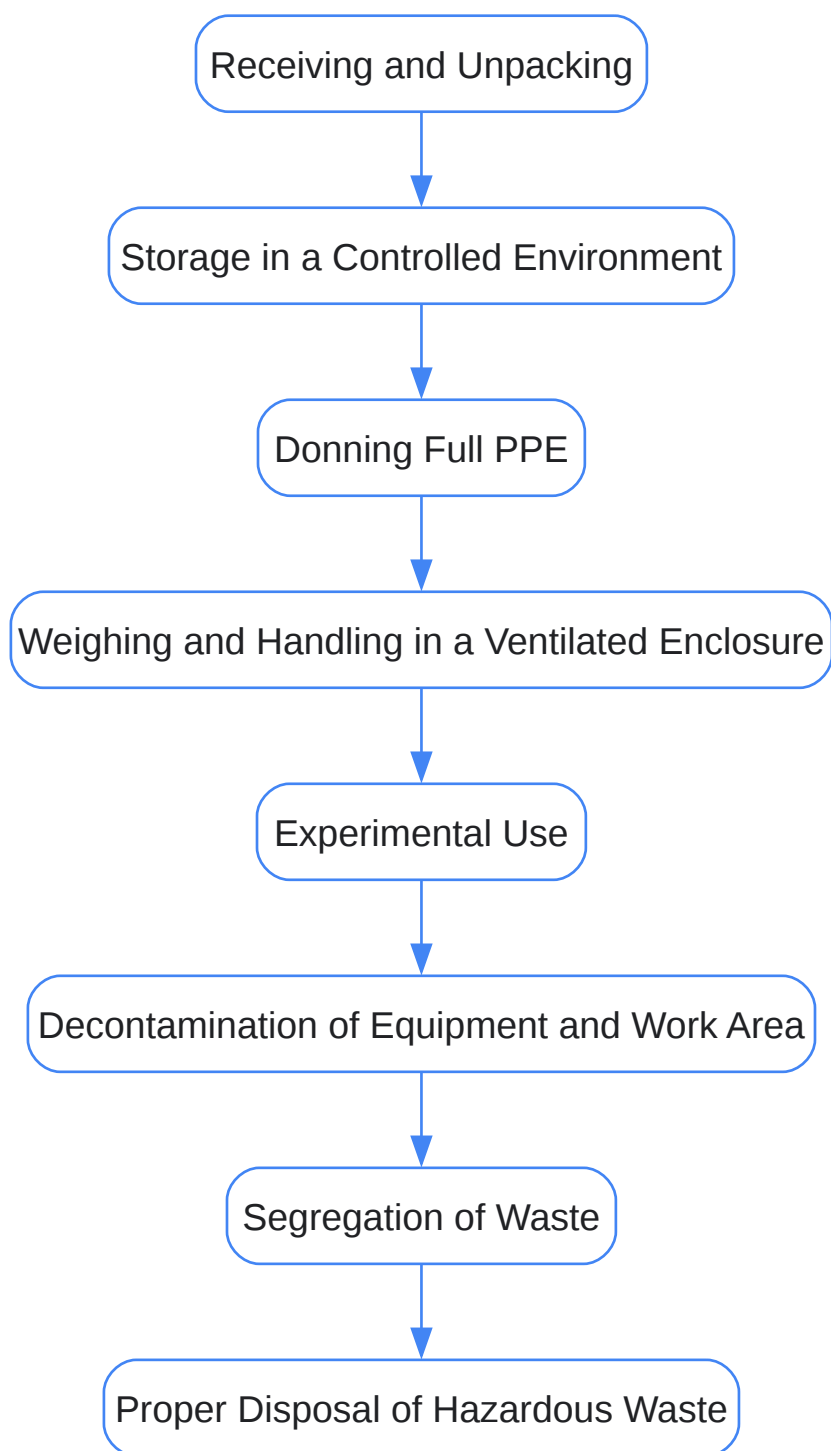 Receiving and Unpacking
Storage in a Controlled Environment
Donning Full PPE
Weighing and Handling in a Ventilated Enclosure
Experimental Use
Decontamination of Equipment and Work Area
Segregation of Waste
Proper Disposal of Hazardous Waste